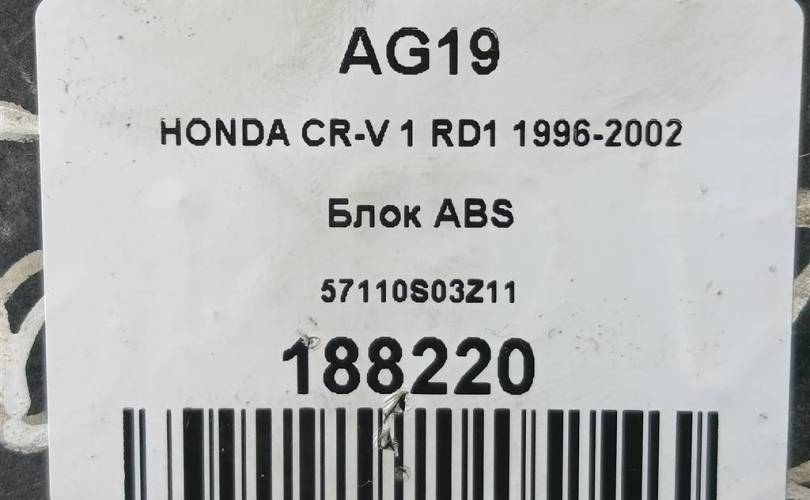 AG19
HONDA CR-V 1 RD1 1996-2002
Блок ABS
57110S03Z11
188220